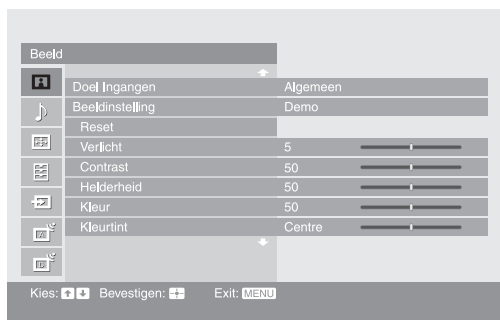 Beeld
Doel Ingangen Algemeen
Beeldinstelling Demo
Reset
Verlicht 5
Contrast 50
Helderheid 50
Kleur 50
Kleurtint Centre
Kies: Bevestigen: Exit: MENU